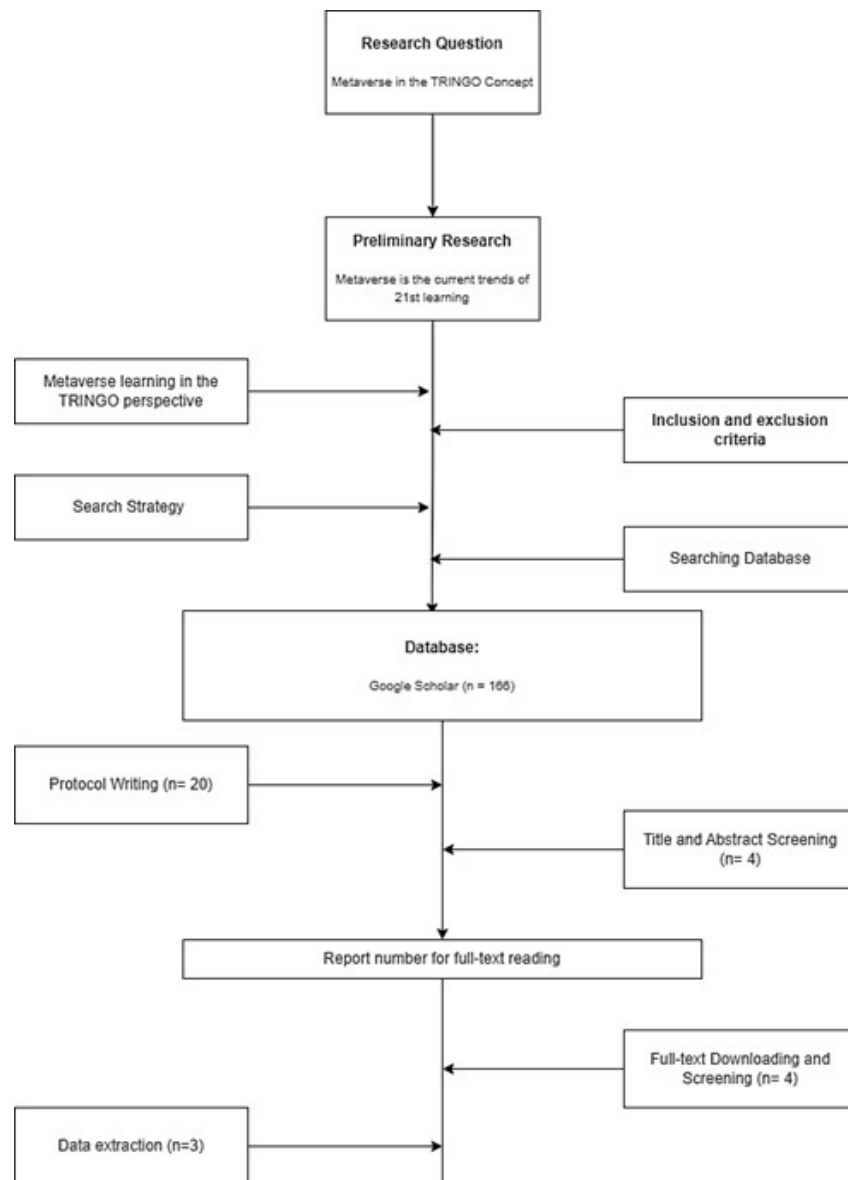 Research Question
Metaverse in the TRINGO Concept
Preliminary Research
Metaverse is the current trends of
21st learning
Metaverse learning in the
TRINGO perspective
Inclusion and exclusion
criteria
Search Strategy
Searching Database
Database:
Google Scholar (n = 166)
Protocol Writing (n= 20)
Title and Abstract Screening
(n= 4)
Report number for full-text reading
Full-text Downloading and
Screening (n= 4)
Data extraction (n=3)